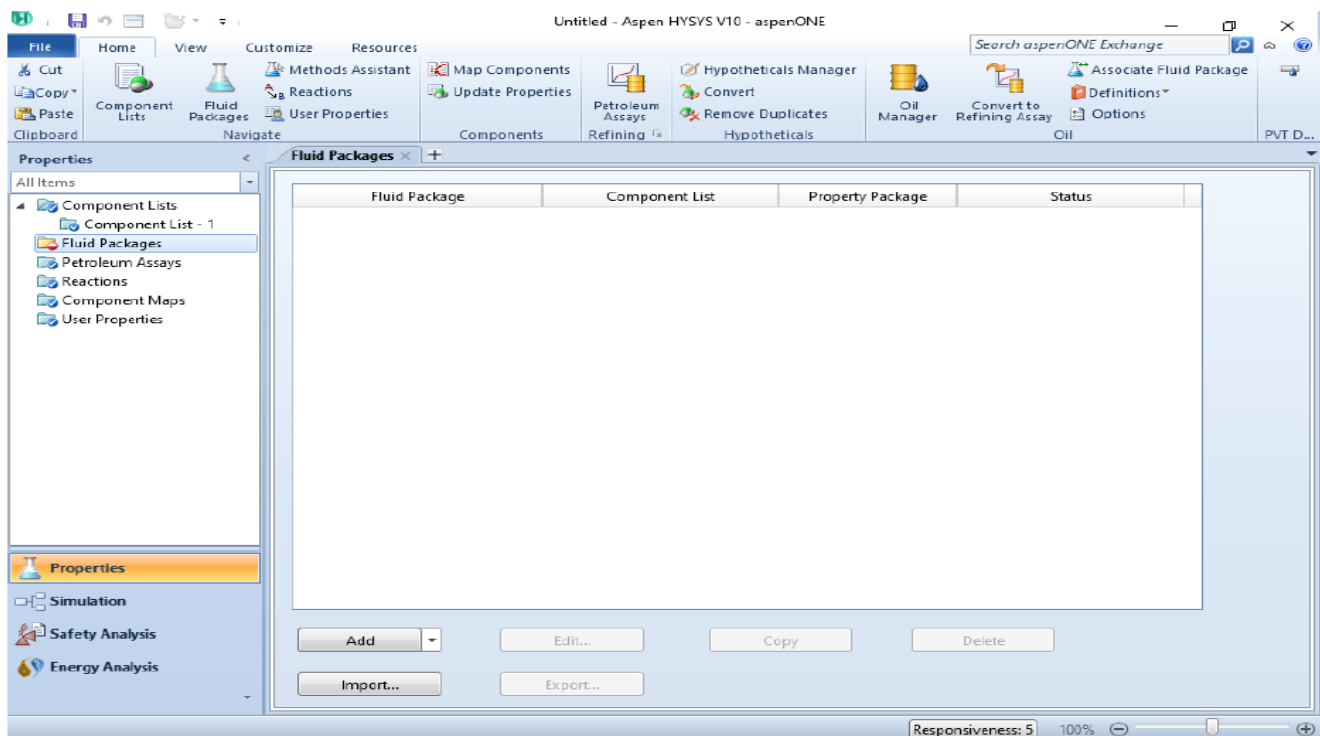 Untitled - Aspen HYSYS V10 - aspenONE
File Home View Customize Resources Search aspenONE Exchange
Cut
Copy
Paste
Clipboard
Component Lists
Fluid Packages
Methods Assistant
Reactions
User Properties
Navigate
Map Components
Update Properties
Components
Petroleum Assays
Refining
Hypotheticals Manager
Convert
Remove Duplicates
Hypotheticals
Oil Manager
Convert to Refining Assay
Associate Fluid Package
Definitions
Options
Oil
PVT D...
Properties <
All Items
Component Lists
Component List - 1
Fluid Packages
Petroleum Assays
Reactions
Component Maps
User Properties
Properties
Simulation
Safety Analysis
Energy Analysis
Fluid Packages × +
Fluid Package Component List Property Package Status
Add Edit... Copy Delete
Import... Export...
Responsiveness: 5 100%